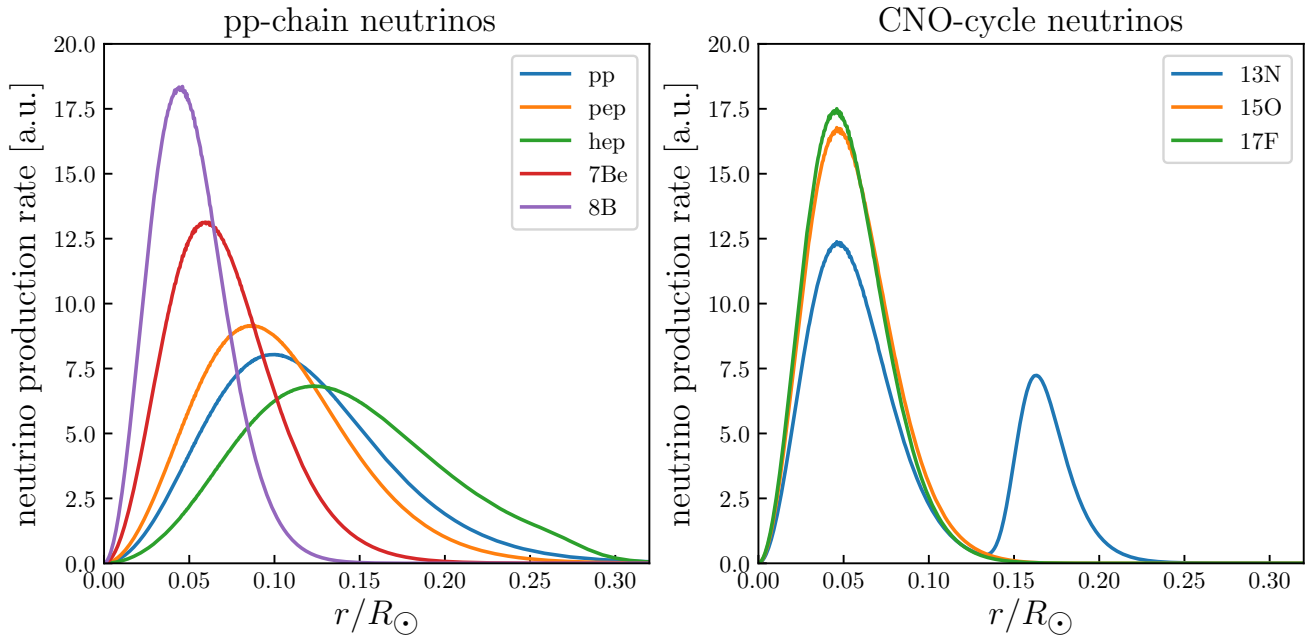 pp-chain neutrinos
neutrino production rate [a.u.]
20.0
17.5
15.0
12.5
10.0
7.5
5.0
2.5
0.0
pp
pep
hep
7Be
8B
0.00 0.05 0.10 0.15 0.20 0.25 0.30
r/R⊙
CNO-cycle neutrinos
neutrino production rate [a.u.]
20.0
17.5
15.0
12.5
10.0
7.5
5.0
2.5
0.0
13N
15O
17F
0.00 0.05 0.10 0.15 0.20 0.25 0.30
r/R⊙